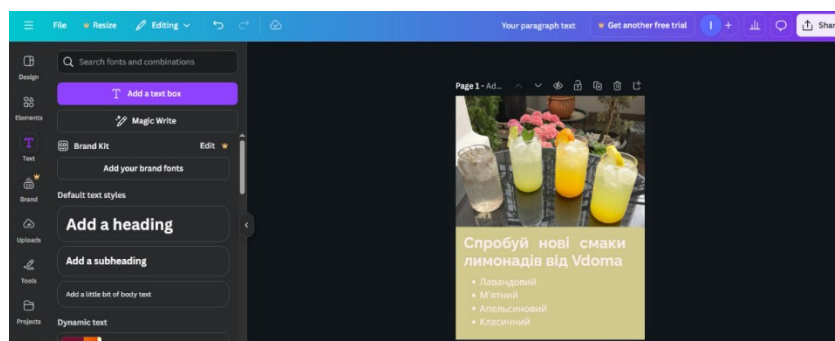 File
Resize
Editing
Your paragraph text
Get another free trial
I
+
Shar
Design
Elements
Text
Brand
Uploads
Tools
Projects
Search fonts and combinations
Add a text box
Magic Write
Brand Kit
Edit
Add your brand fonts
Default text styles
Add a heading
Add a subheading
Add a little bit of body text
Dynamic text
Page 1 - Ad...
Спробуй нові смаки
лимонадів від Vdoma
• Лавандовий
• М'ятний
• Апельсиновий
• Класичний